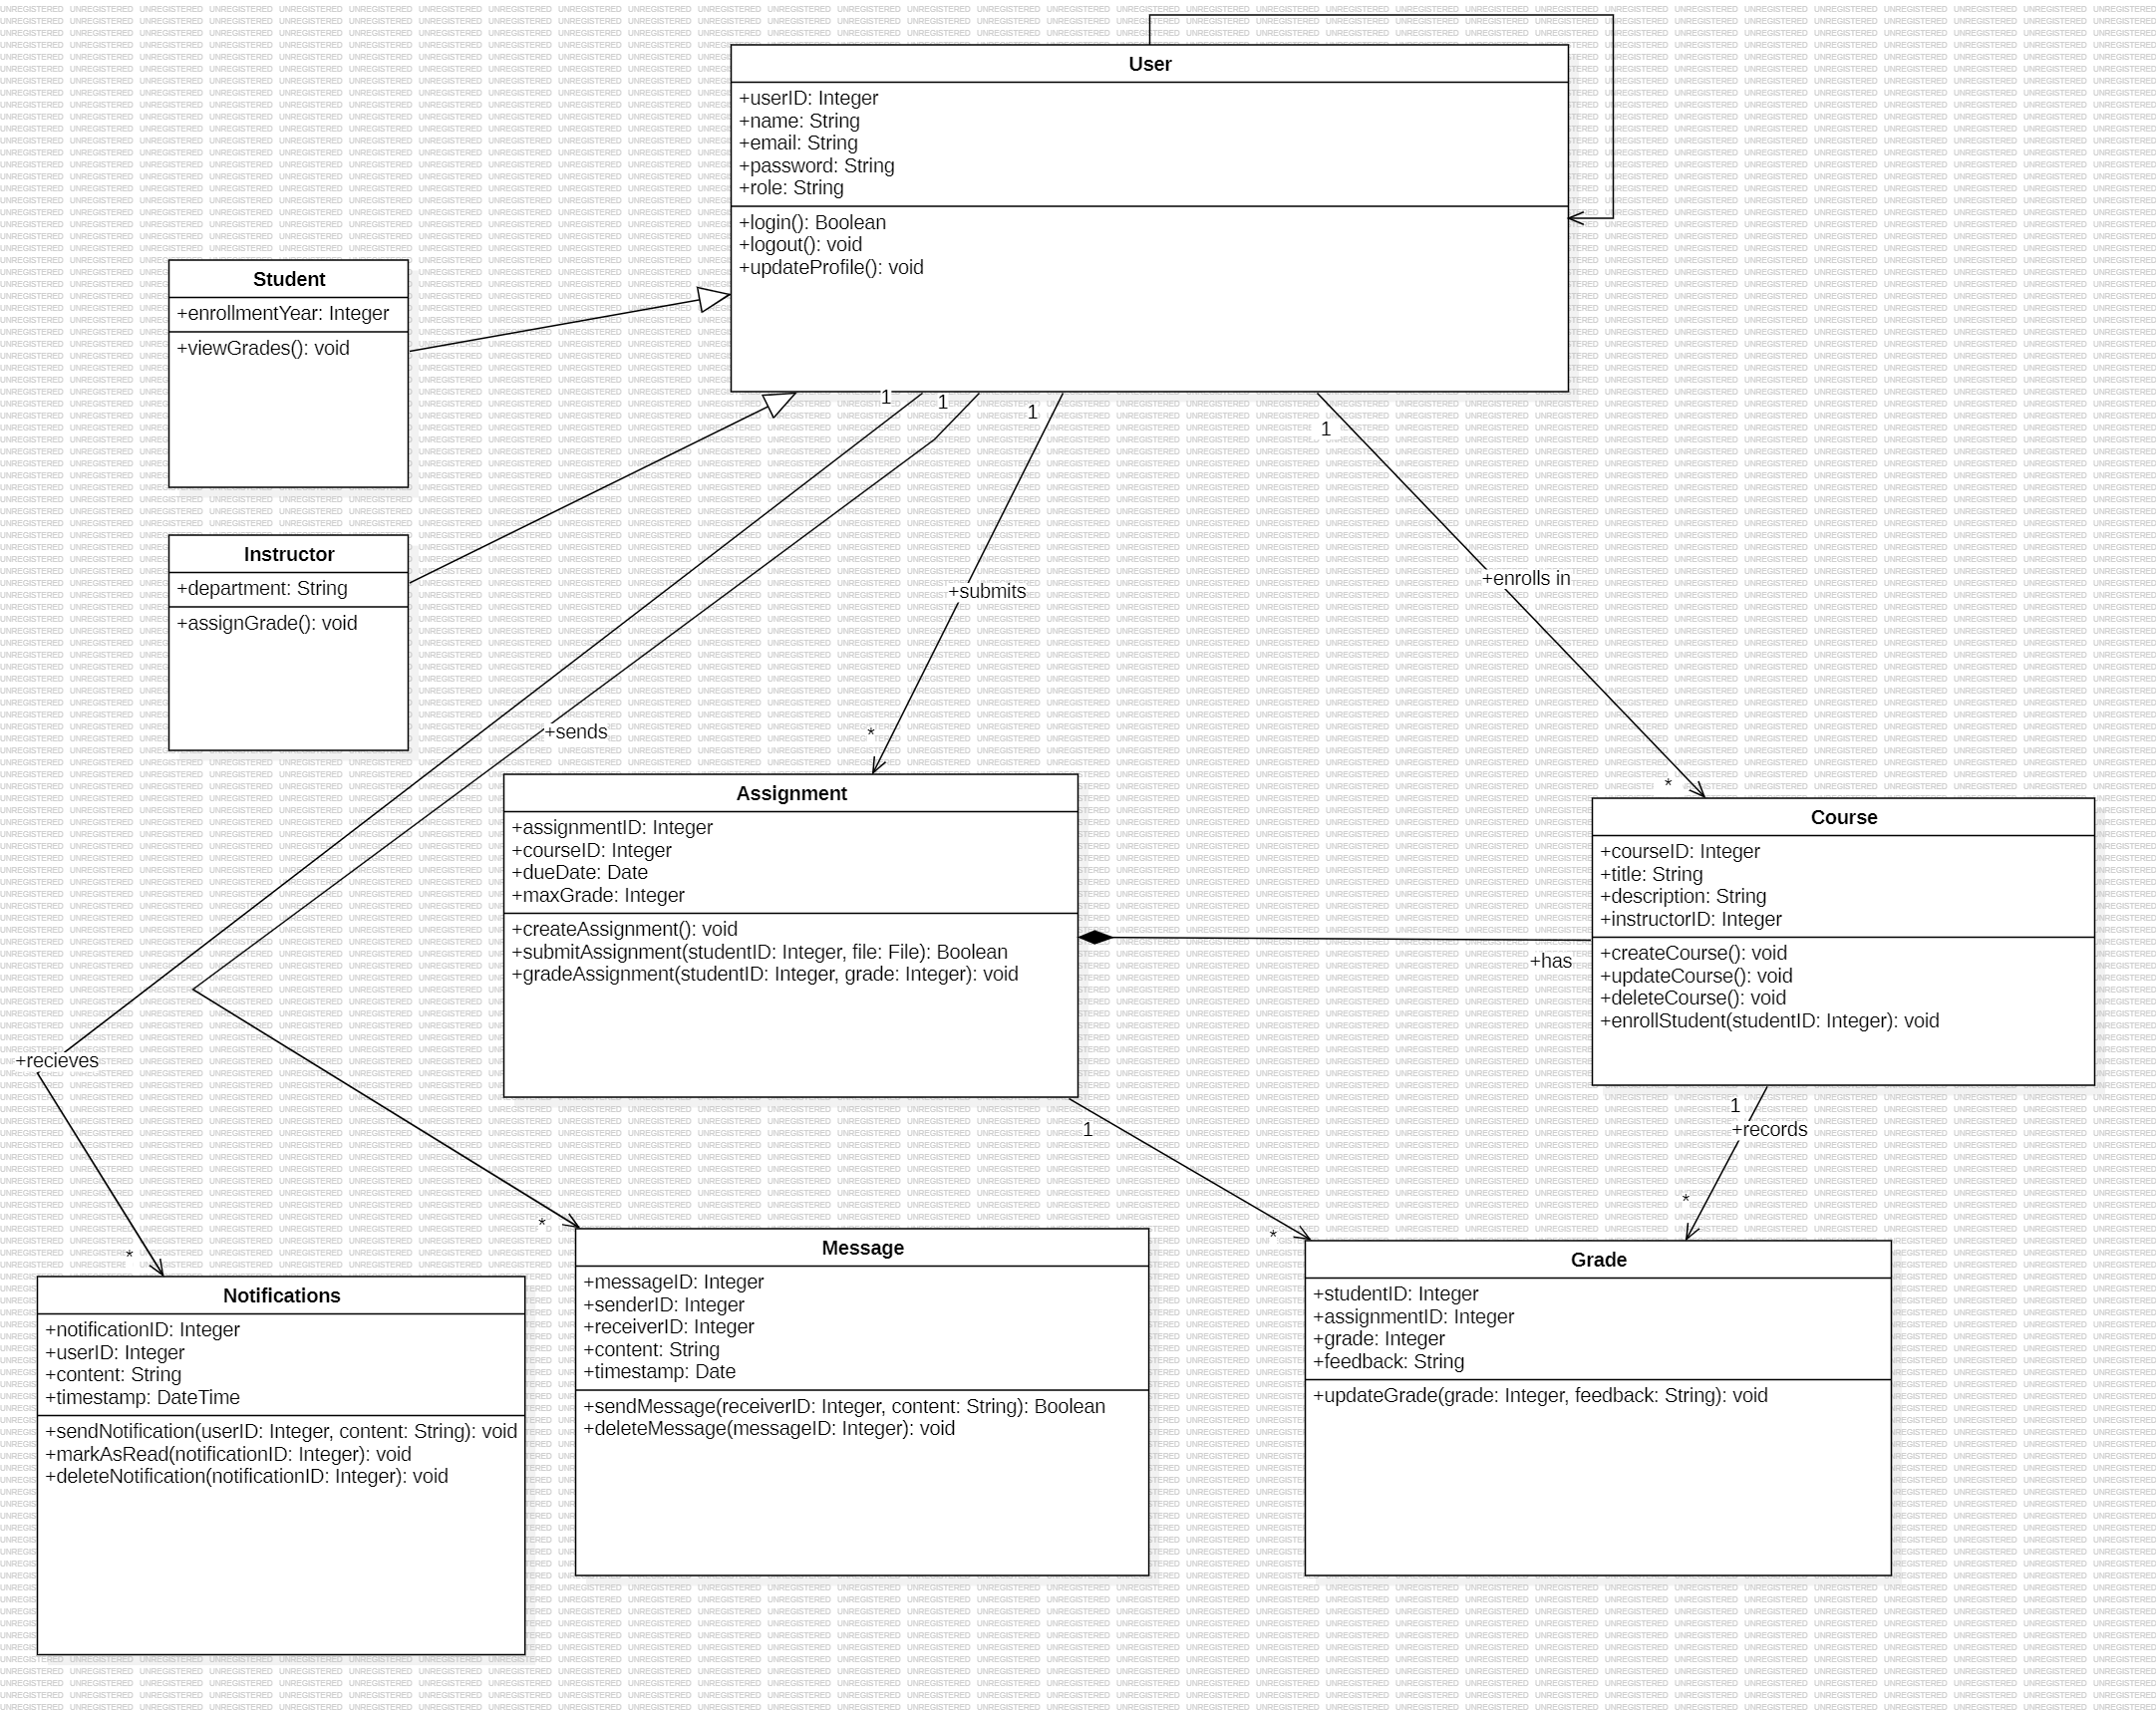 User
+userID: Integer
+name: String
+email: String
+password: String
+role: String
+login(): Boolean
+logout(): void
+updateProfile(): void
Student
+enrollmentYear: Integer
+viewGrades(): void
Instructor
+department: String
+assignGrade(): void
1
1
1
1
+submits
+enrolls in
+sends
*
*
Assignment
+assignmentID: Integer
+courseID: Integer
+dueDate: Date
+maxGrade: Integer
+createAssignment(): void
+submitAssignment(studentID: Integer, file: File): Boolean
+gradeAssignment(studentID: Integer, grade: Integer): void
Course
+courseID: Integer
+title: String
+description: String
+instructorID: Integer
+createCourse(): void
+updateCourse(): void
+deleteCourse(): void
+enrollStudent(studentID: Integer): void
+has
+recieves
1
1
+records
*
*
*
*
Notifications
+notificationID: Integer
+userID: Integer
+content: String
+timestamp: DateTime
+sendNotification(userID: Integer, content: String): void
+markAsRead(notificationID: Integer): void
+deleteNotification(notificationID: Integer): void
Message
+messageID: Integer
+senderID: Integer
+receiverID: Integer
+content: String
+timestamp: Date
+sendMessage(receiverID: Integer, content: String): Boolean
+deleteMessage(messageID: Integer): void
Grade
+studentID: Integer
+assignmentID: Integer
+grade: Integer
+feedback: String
+updateGrade(grade: Integer, feedback: String): void
UNREGISTERED